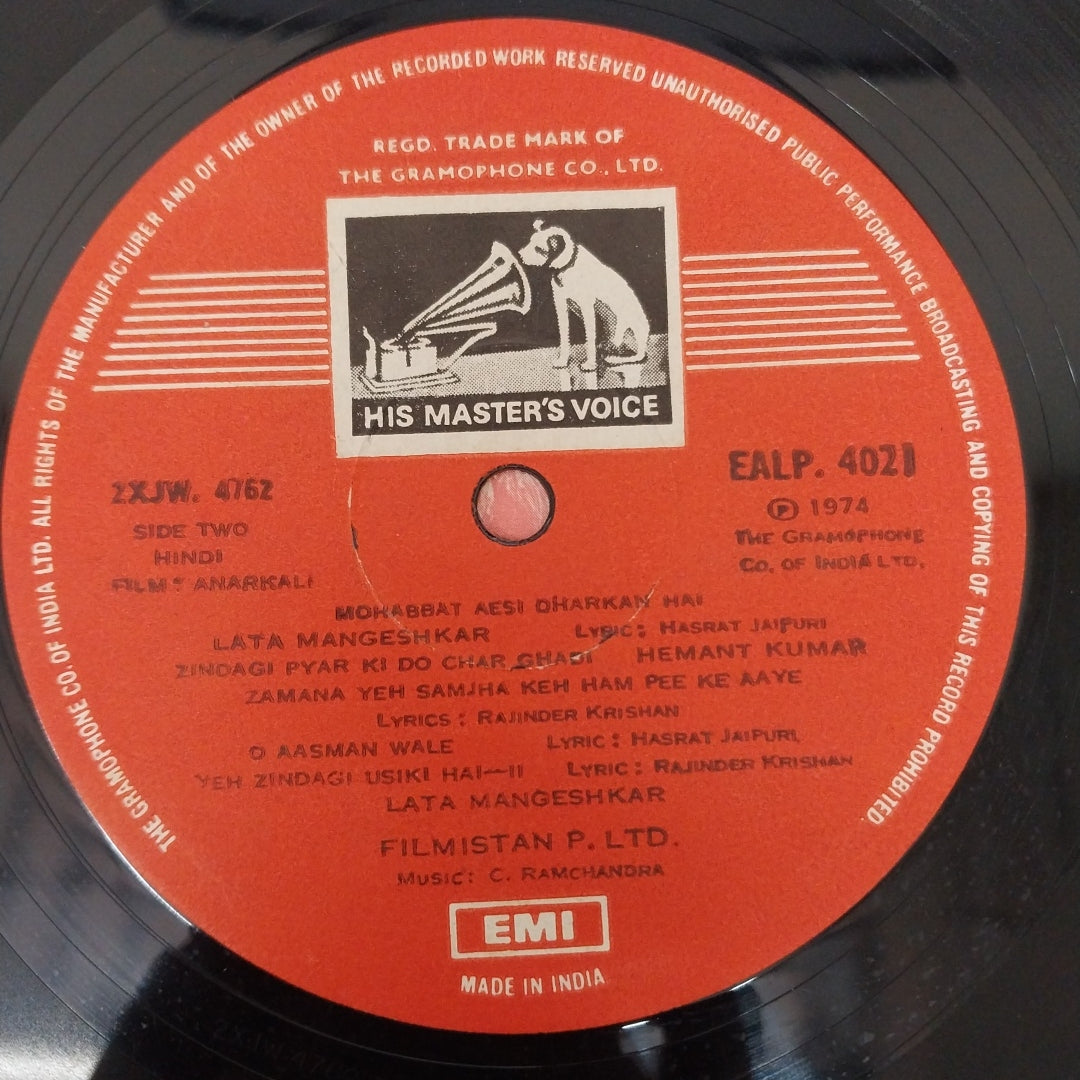 THE GRAMOPHONE CO. OF INDIA LTD. ALL RIGHTS OF THE MANUFACTURER AND OF THE OWNER OF THE RECORDED WORK RESERVED UNAUTHORISED PUBLIC PERFORMANCE BROADCASTING AND COPYING OF THIS RECORD PROHIBITED
REGD. TRADE MARK OF
THE GRAMOPHONE CO., LTD.
HIS MASTER'S VOICE
2XJW. 4762
SIDE TWO
HINDI
FILM : ANARKALI
EALP. 4021
Ⓟ 1974
THE GRAMOPHONE
CO. OF INDIA LTD.
MOHABBAT AESI DHARKAN HAI
LATA MANGESHKAR LYRIC: HASRAT JAIPURI
ZINDAGI PYAR KI DO CHAR GHADI HEMANT KUMAR
ZAMANA YEH SAMJHA KEH HAM PEE KE AAYE
LYRICS: RAJINDER KRISHAN
O AASMAN WALE LYRIC: HASRAT JAIPURI,
YEH ZINDAGI USIKI HAI—II LYRIC: RAJINDER KRISHAN
LATA MANGESHKAR
FILMISTAN P. LTD.
MUSIC: C. RAMCHANDRA
EMI
MADE IN INDIA